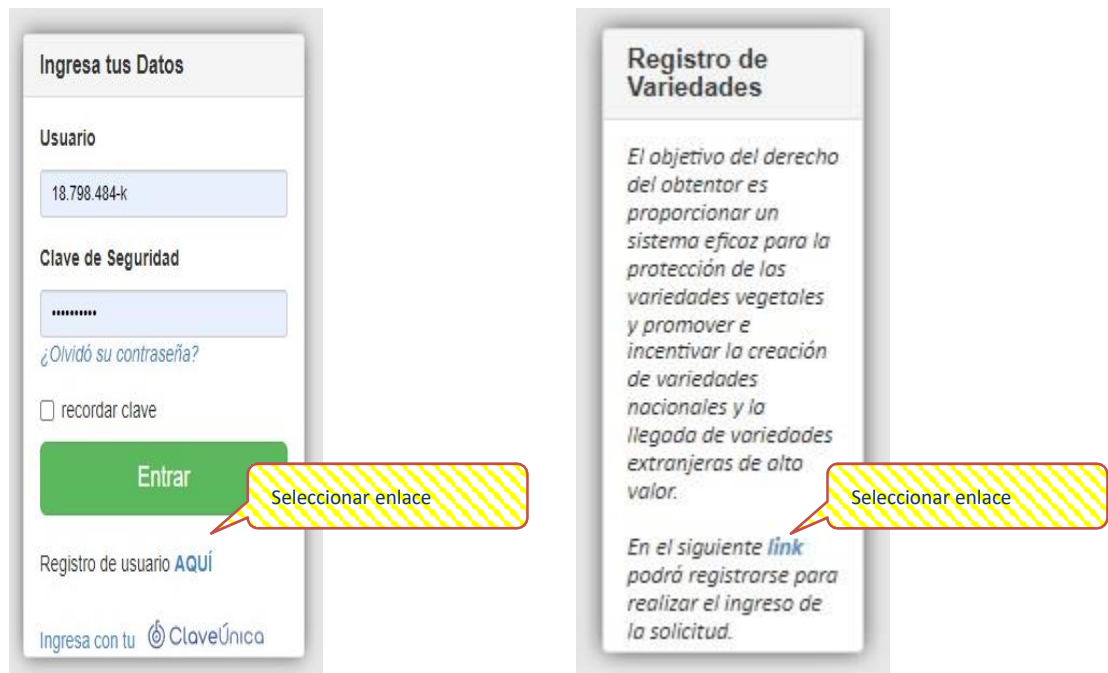 Ingresa tus Datos
Usuario
18.798.484-k
Clave de Seguridad
••••••••••
¿Olvidó su contraseña?
recordar clave
Entrar
Seleccionar enlace
Registro de usuario AQUÍ
Ingresa con tu ClaveÚnica
Registro de
Variedades
El objetivo del derecho
del obtentor es
proporcionar un
sistema eficaz para la
protección de las
variedades vegetales
y promover e
incentivar la creación
de variedades
nacionales y la
llegada de variedades
extranjeras de alto
valor.
Seleccionar enlace
En el siguiente link
podrá registrarse para
realizar el ingreso de
la solicitud.